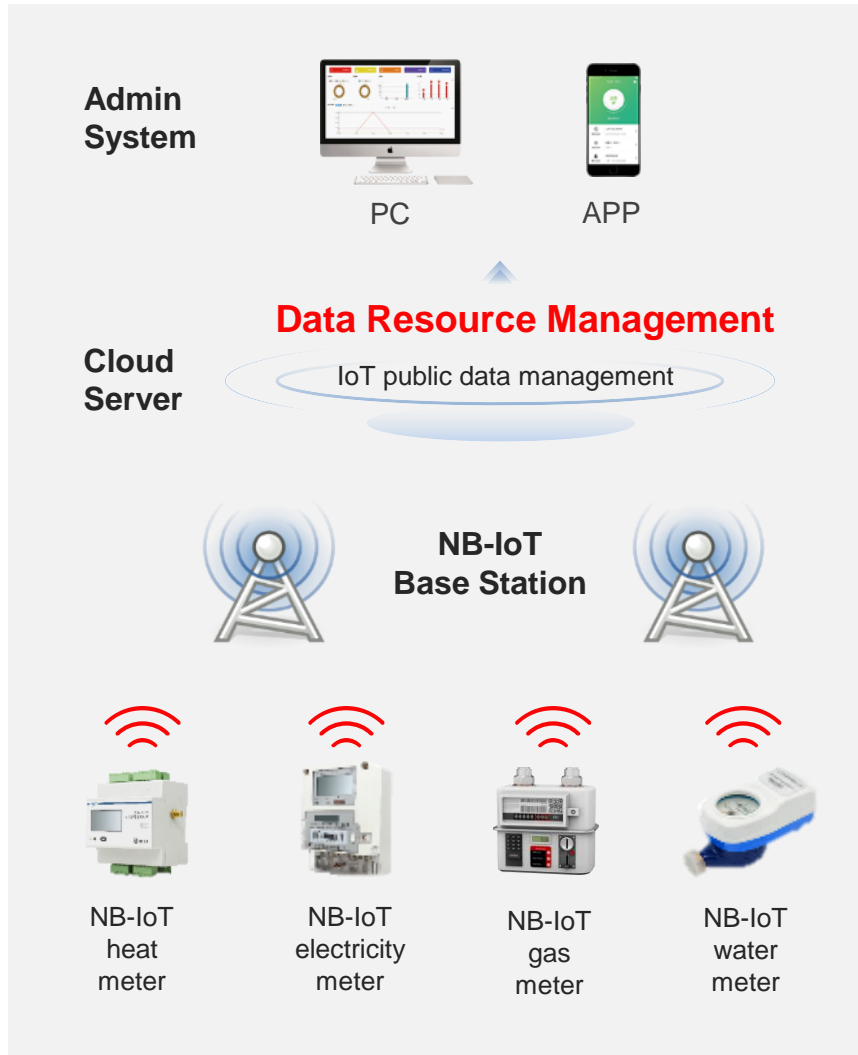 Admin
System
PC
APP
Data Resource Management
Cloud
Server
IoT public data management
NB-IoT
Base Station
NB-IoT
heat
meter
NB-IoT
electricity
meter
NB-IoT
gas
meter
NB-IoT
water
meter